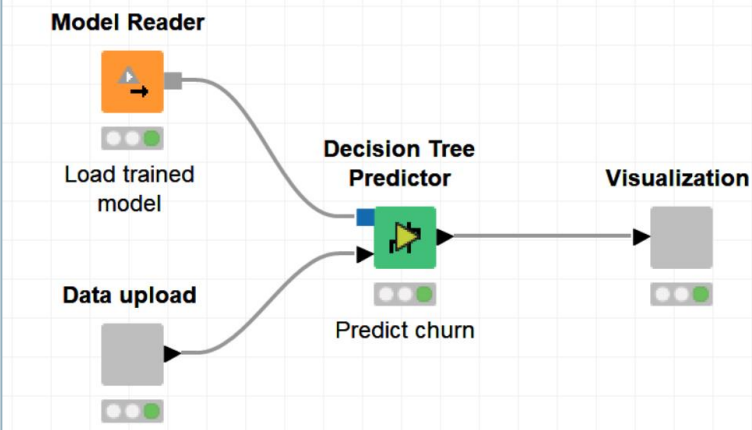 Model Reader
Load trained
model
Decision Tree
Predictor
Predict churn
Visualization
Data upload